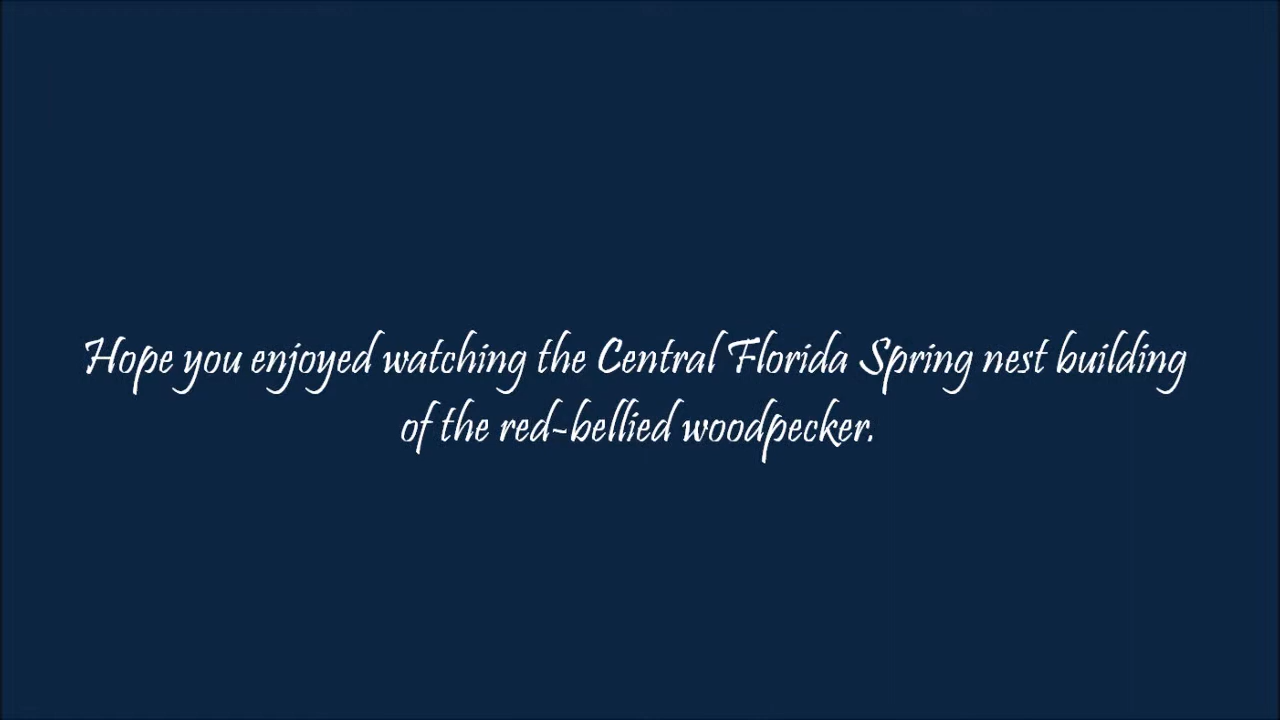 Hope you enjoyed watching the Central Florida Spring nest building
of the red-bellied woodpecker.